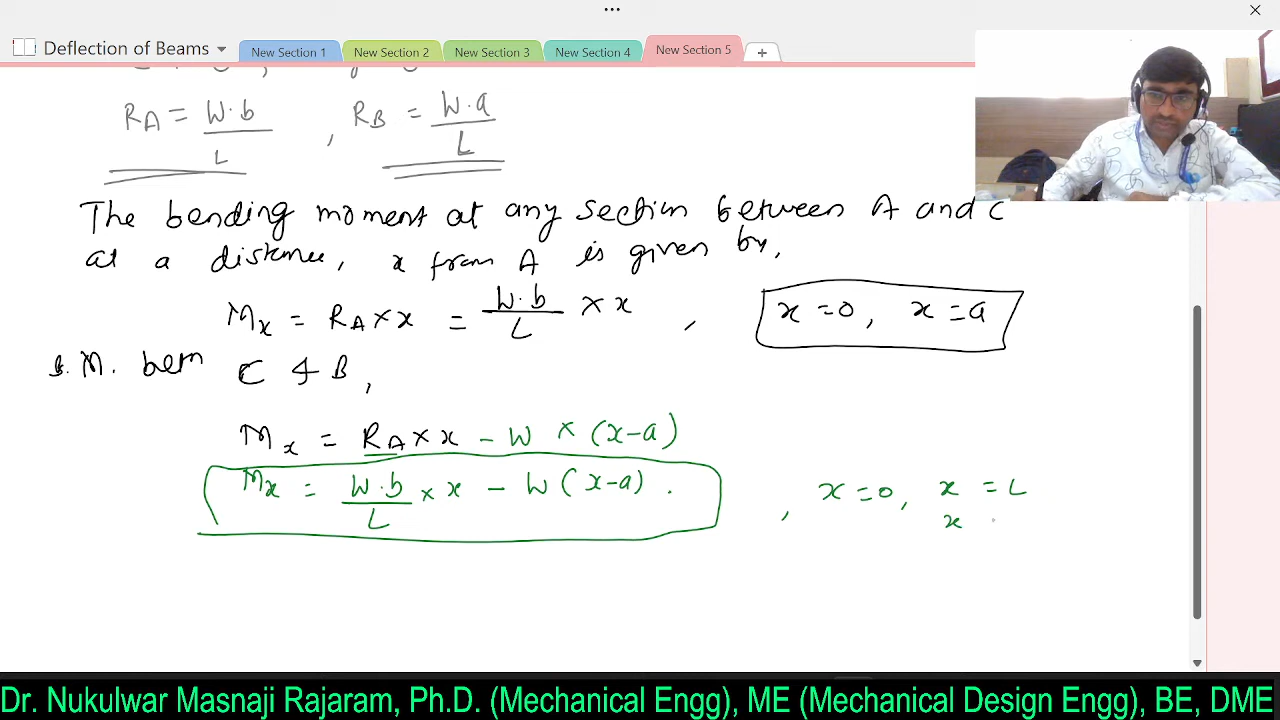 Deflection of Beams
New Section 1 New Section 2 New Section 3 New Section 4 New Section 5
RA = W·b/L , RB = W·a/L
The bending moment at any section between A and C
at a distance, x from A is given by,
Mx = RA × x = W·b/L × x , x = 0, x = a
B.M. betn C & B,
Mx = RA × x – W × (x–a)
Mx = W·b/L × x – W (x–a) . , x = 0, x = L
x
Dr. Nukulwar Masnaji Rajaram, Ph.D. (Mechanical Engg), ME (Mechanical Design Engg), BE, DME